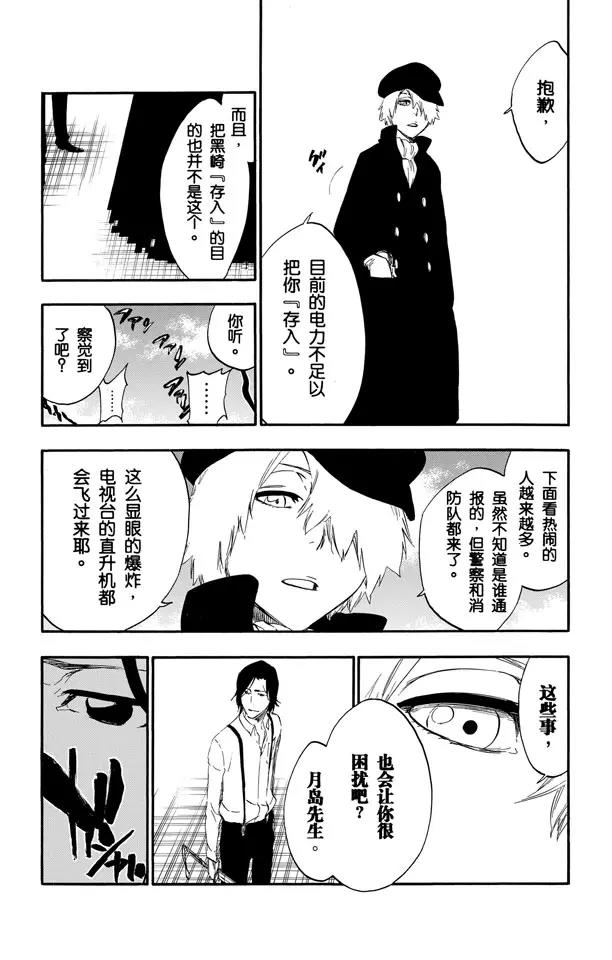 抱歉，
目前的电力不足以
把你『存入』。
而且，
把黑崎『存入』的目
的也并不是这个。
你听。
……
……
察觉到
了吧？
下面看热闹的
人越来越多。
虽然不知道是谁通
报的，但警察和消
防队都来了。
这么显眼的爆炸，
电视台的直升机都
会飞过来耶。
这些事，
也会让你很
困扰吧？
月岛先生。